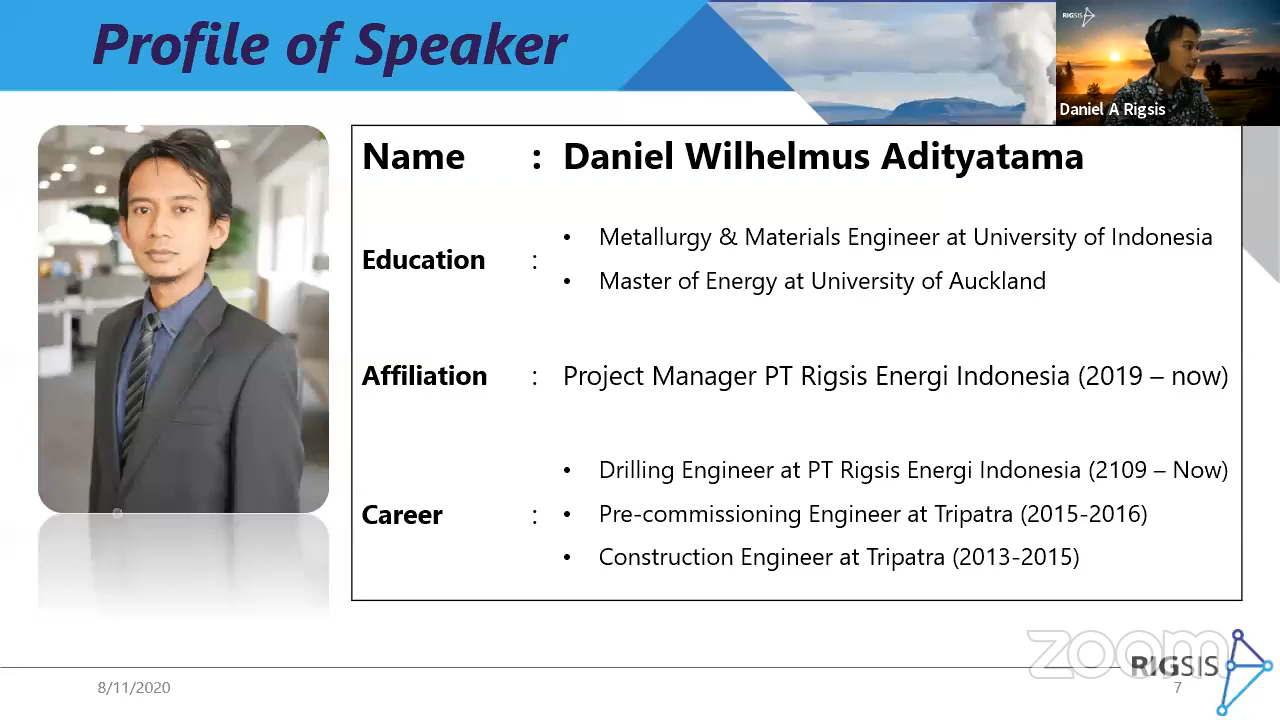 Profile of Speaker
RIGSIS
Daniel A Rigsis
Name : Daniel Wilhelmus Adityatama
Education :
• Metallurgy & Materials Engineer at University of Indonesia
• Master of Energy at University of Auckland
Affiliation : Project Manager PT Rigsis Energi Indonesia (2019 – now)
Career :
• Drilling Engineer at PT Rigsis Energi Indonesia (2109 – Now)
• Pre-commissioning Engineer at Tripatra (2015-2016)
• Construction Engineer at Tripatra (2013-2015)
zoom
RIGSIS
8/11/2020
7